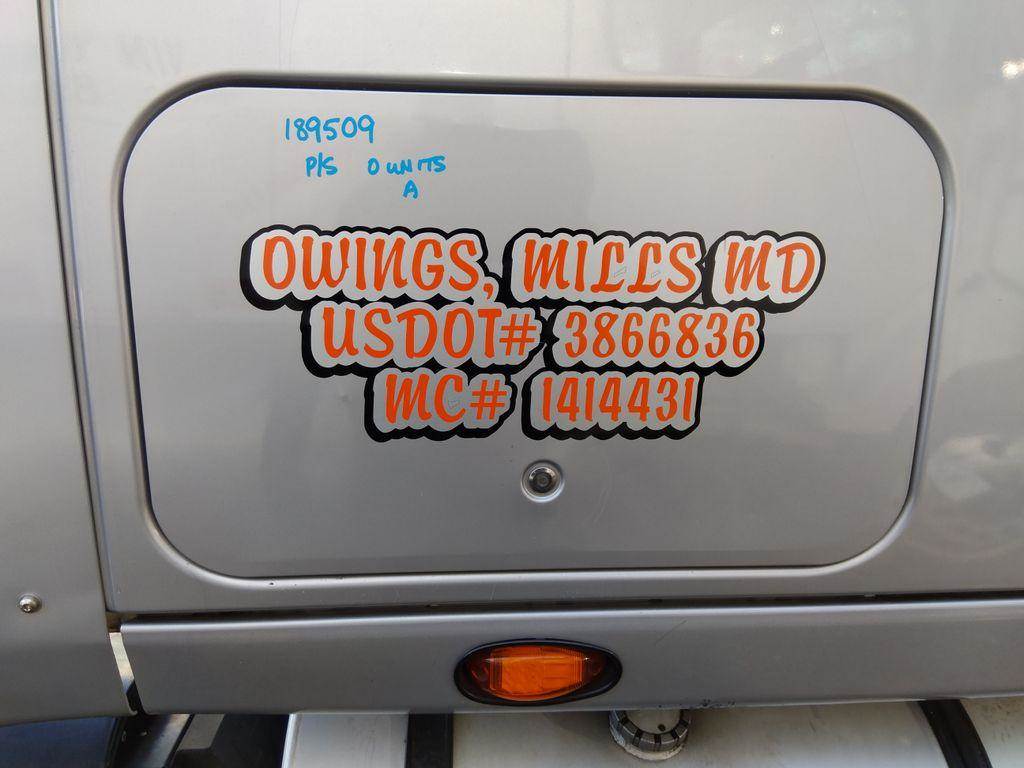 189509
P/S 0 UNITS
A
OWINGS, MILLS MD
USDOT# 3866836
MC# 1414431